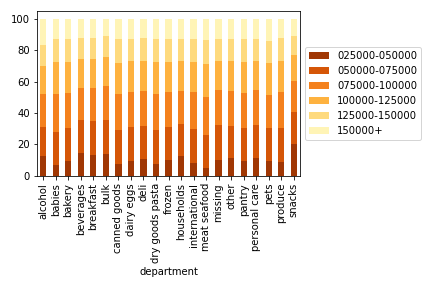 100
80
60
40
20
0
025000-050000
050000-075000
075000-100000
100000-125000
125000-150000
150000+
alcohol
babies
bakery
beverages
breakfast
bulk
canned goods
dairy eggs
deli
dry goods pasta
frozen
households
international
meat seafood
missing
other
pantry
personal care
pets
produce
snacks
department